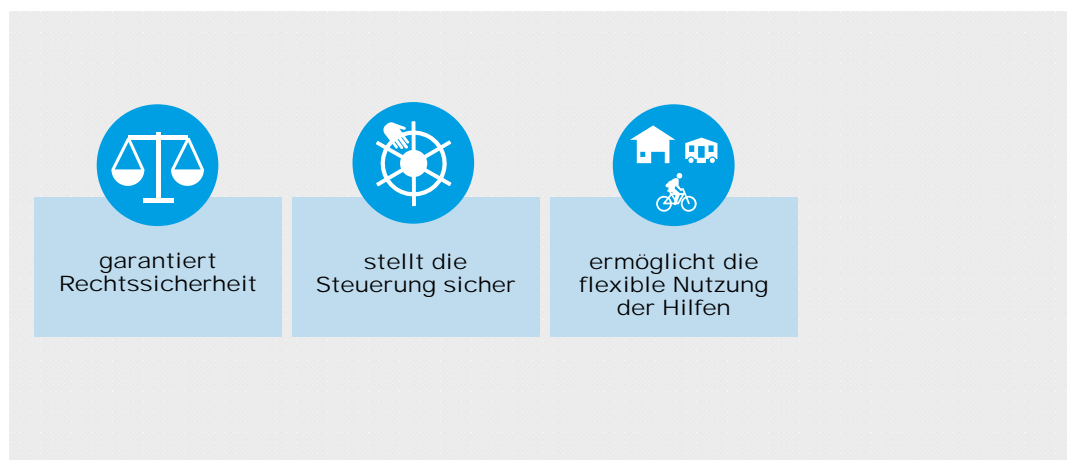 garantiert
Rechtssicherheit
stellt die
Steuerung sicher
ermöglicht die
flexible Nutzung
der Hilfen